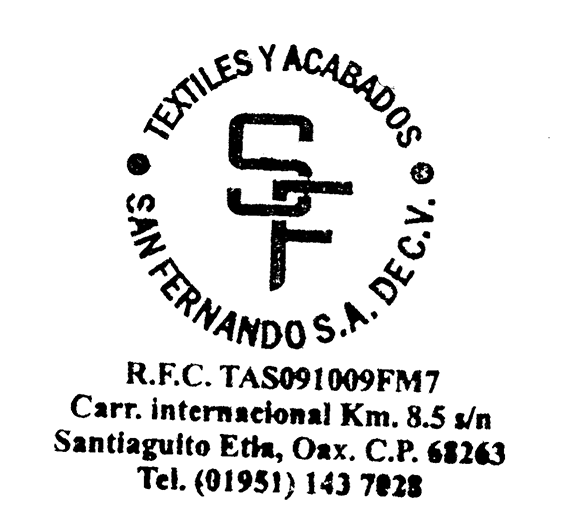 TEXTILES Y ACABADOS
SF
SAN FERNANDO S.A. DE C.V.
R.F.C. TAS091009FM7
Carr. internacional Km. 8.5 s/n
Santiaguito Etla, Oax. C.P. 68263
Tel. (01951) 143 7028